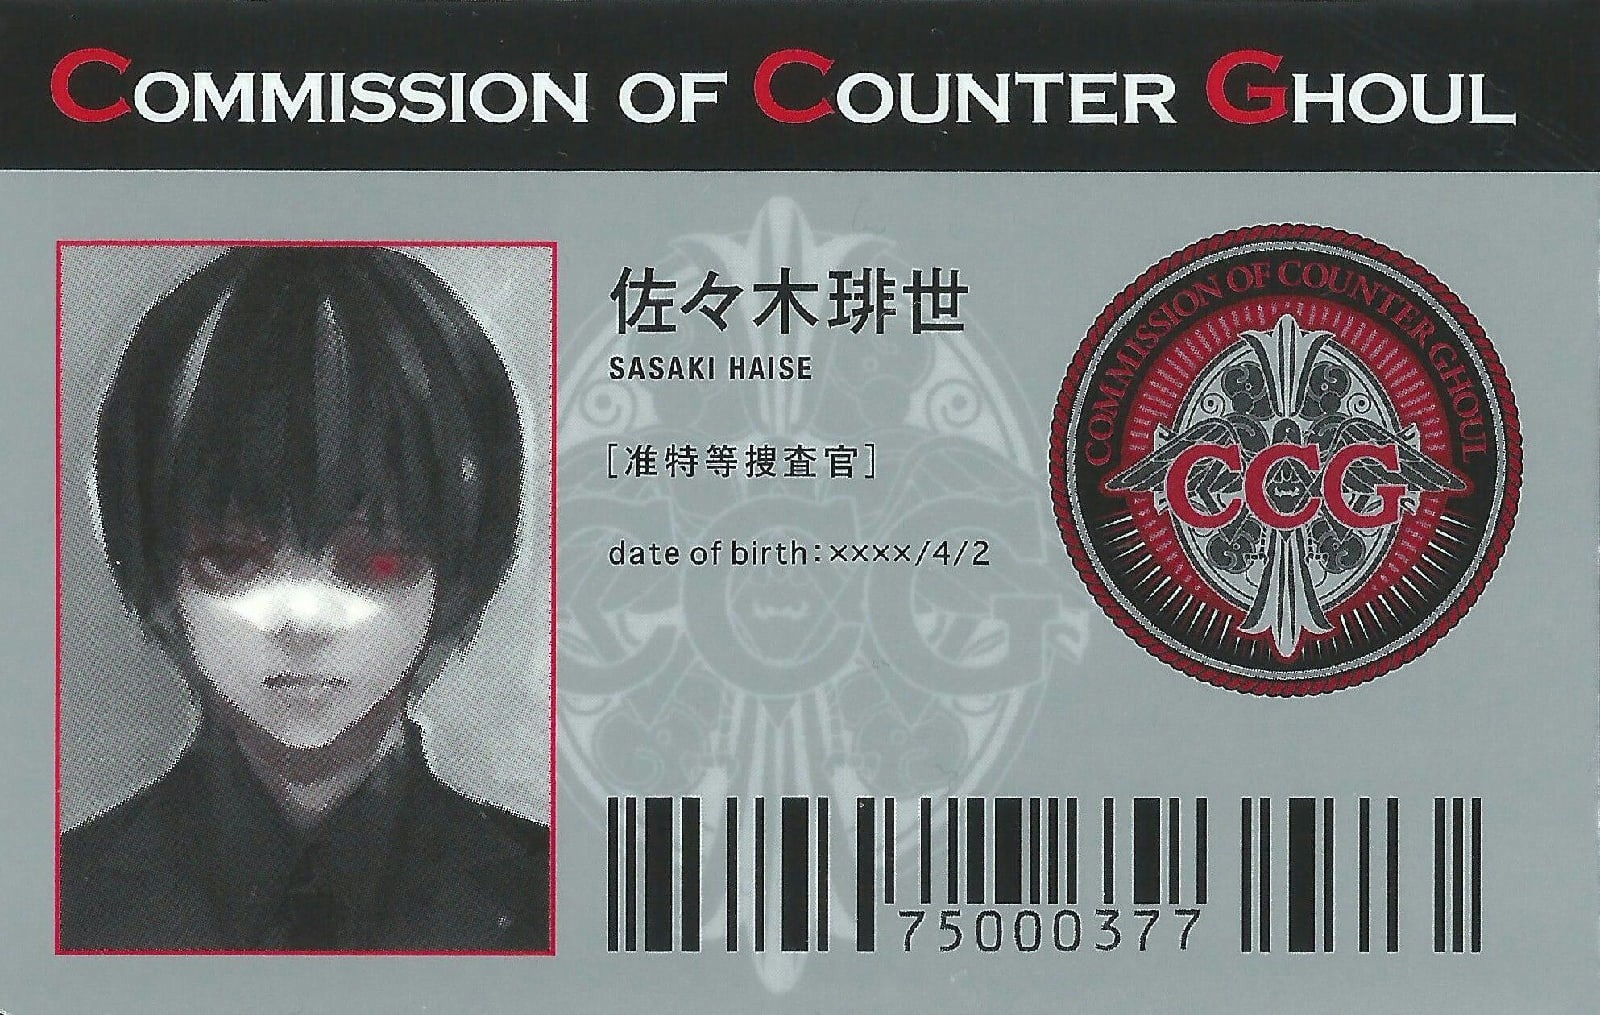 COMMISSION OF COUNTER GHOUL
佐々木琲世
SASAKI HAISE
[准特等捜査官]
date of birth:××××/4/2
COMMISSION OF COUNTER GHOUL
CCG
CCG
75000377